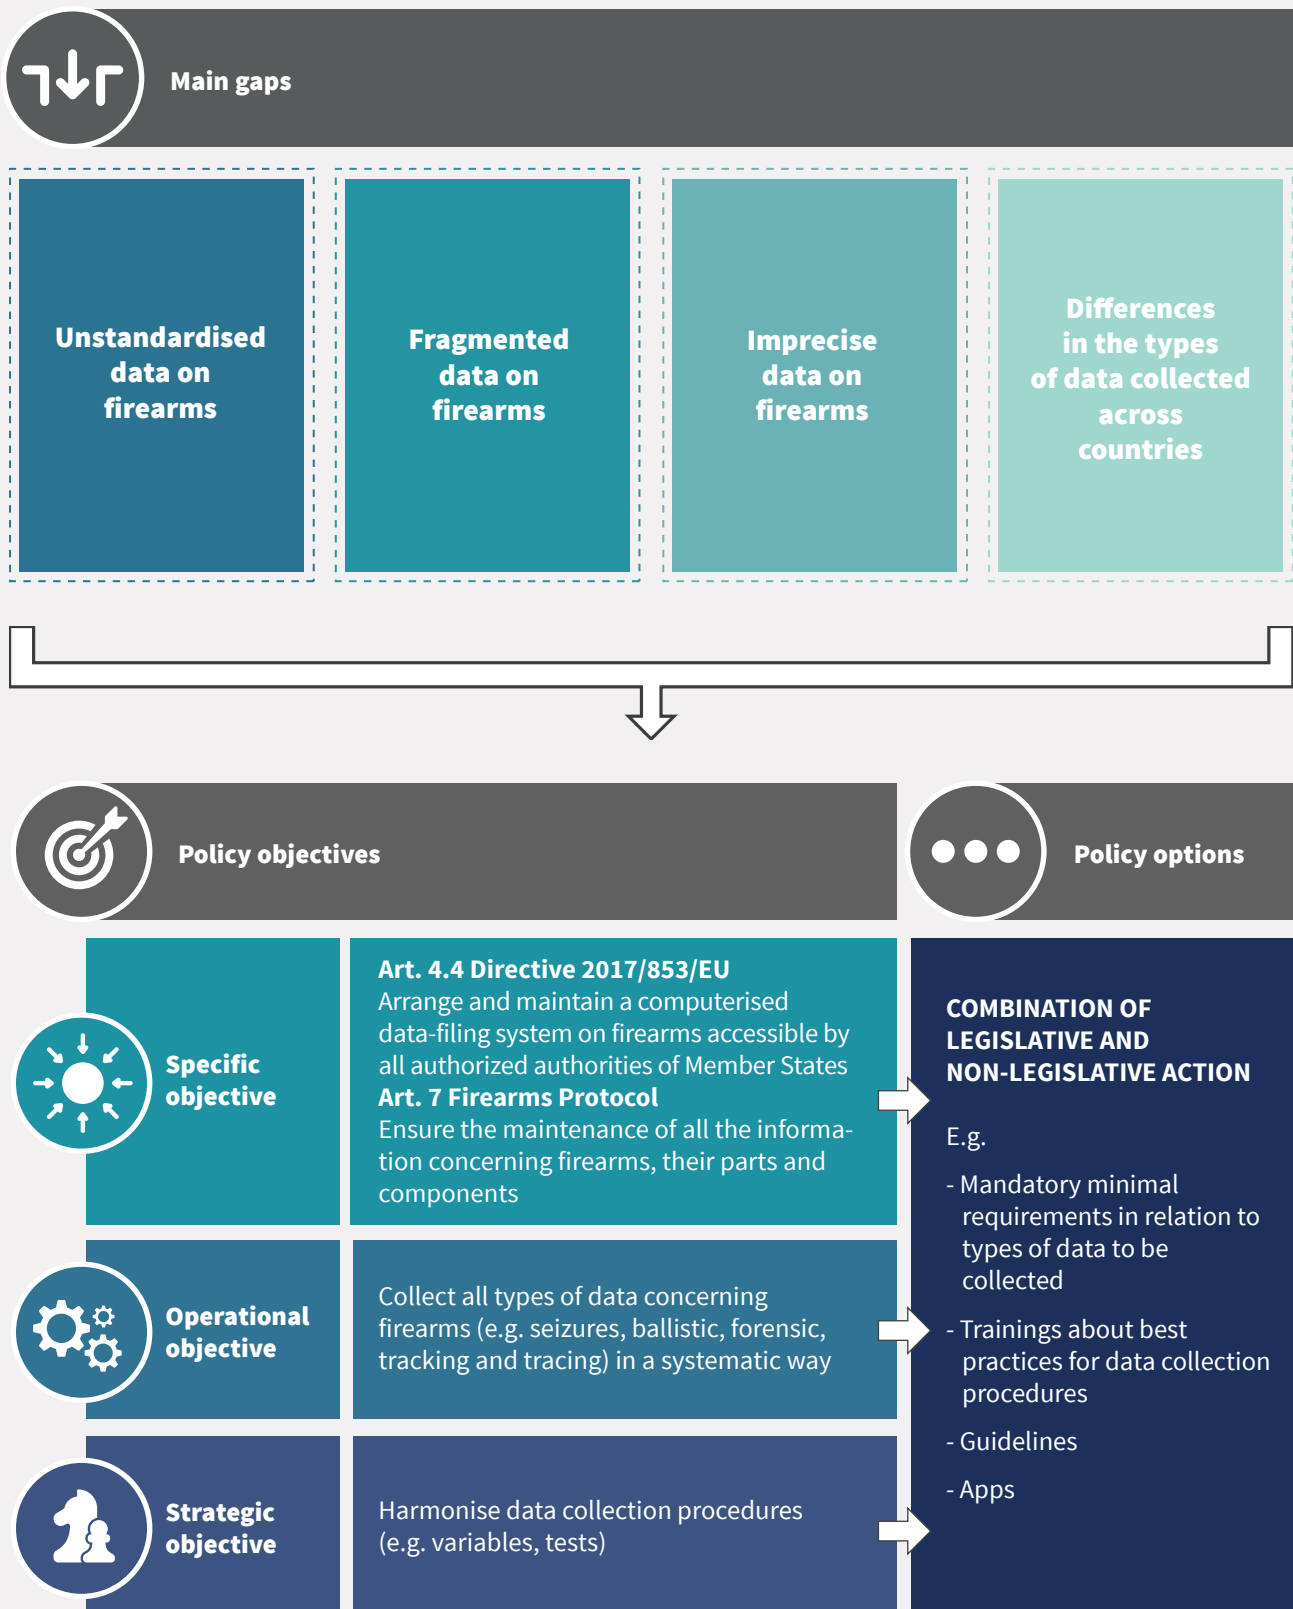 Main gaps
Unstandardised
data on
firearms
Fragmented
data on
firearms
Imprecise
data on
firearms
Differences
in the types
of data collected
across
countries
Policy objectives
Policy options
Specific
objective
Art. 4.4 Directive 2017/853/EU
Arrange and maintain a computerised
data-filing system on firearms accessible by
all authorized authorities of Member States
Art. 7 Firearms Protocol
Ensure the maintenance of all the informa-
tion concerning firearms, their parts and
components
Operational
objective
Collect all types of data concerning
firearms (e.g. seizures, ballistic, forensic,
tracking and tracing) in a systematic way
Strategic
objective
Harmonise data collection procedures
(e.g. variables, tests)
COMBINATION OF
LEGISLATIVE AND
NON-LEGISLATIVE ACTION
E.g.
- Mandatory minimal
requirements in relation to
types of data to be
collected
- Trainings about best
practices for data collection
procedures
- Guidelines
- Apps